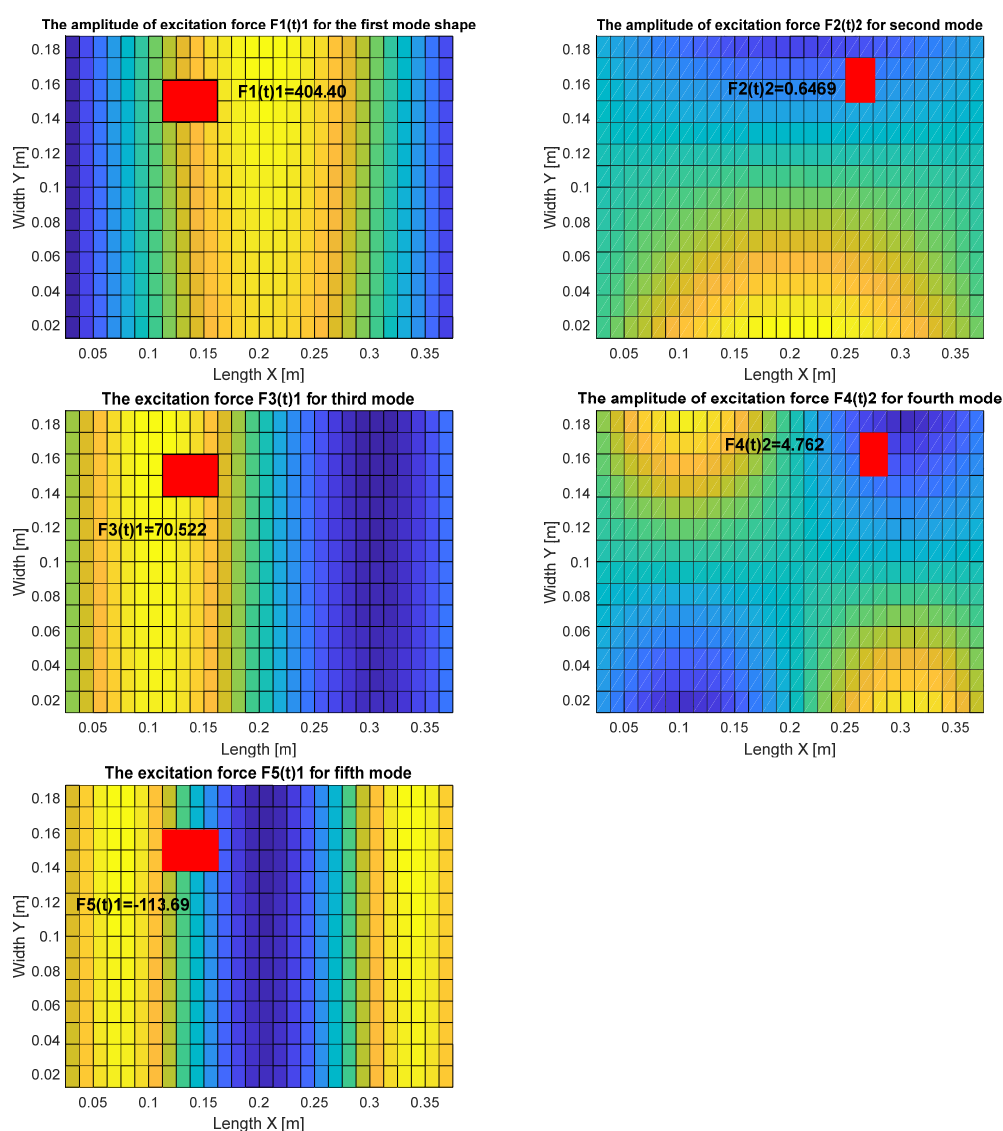 The amplitude of excitation force F1(t)1 for the first mode shape
0.18
0.16
0.14
0.12
0.1
0.08
0.06
0.04
0.02
Width Y [m]
F1(t)1=404.40
0.05 0.1 0.15 0.2 0.25 0.3 0.35
Length X [m]
The amplitude of excitation force F2(t)2 for second mode
0.18
0.16
0.14
0.12
0.1
0.08
0.06
0.04
0.02
Width Y [m]
F2(t)2=0.6469
0.05 0.1 0.15 0.2 0.25 0.3 0.35
Length X [m]
The excitation force F3(t)1 for third mode
0.18
0.16
0.14
0.12
0.1
0.08
0.06
0.04
0.02
Width [m]
F3(t)1=70.522
0.05 0.1 0.15 0.2 0.25 0.3 0.35
Length [m]
The amplitude of excitation force F4(t)2 for fourth mode
0.18
0.16
0.14
0.12
0.1
0.08
0.06
0.04
0.02
Width Y [m]
F4(t)2=4.762
0.05 0.1 0.15 0.2 0.25 0.3 0.35
Length X [m]
The excitation force F5(t)1 for fifth mode
0.18
0.16
0.14
0.12
0.1
0.08
0.06
0.04
0.02
Width Y [m]
F5(t)1=-113.69
0.05 0.1 0.15 0.2 0.25 0.3 0.35
Length X [m]